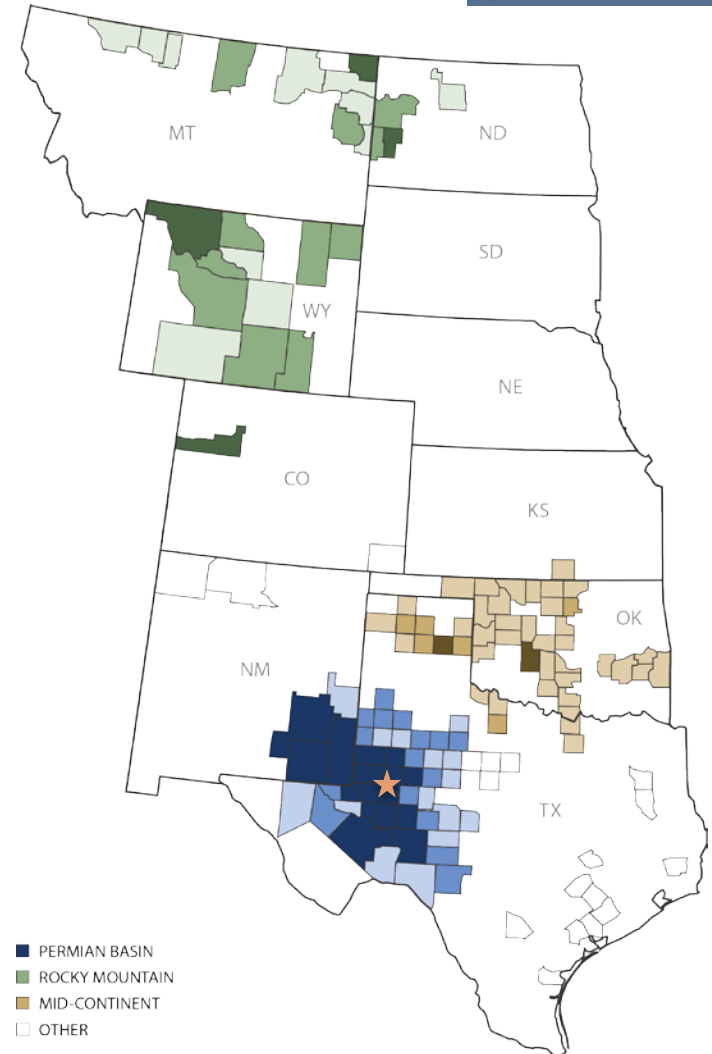 MT
ND
SD
WY
NE
CO
KS
OK
NM
TX
PERMIAN BASIN
ROCKY MOUNTAIN
MID-CONTINENT
OTHER